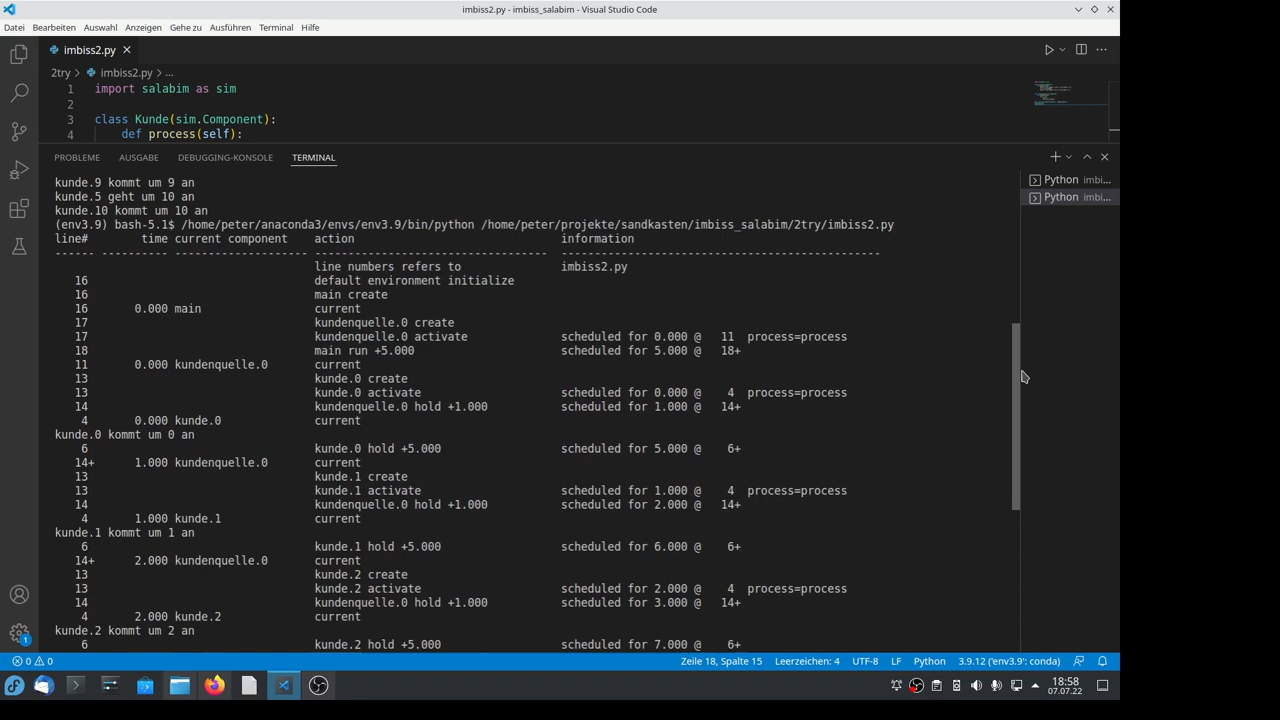 imbiss2.py - imbiss_salabim - Visual Studio Code
Datei Bearbeiten Auswahl Anzeigen Gehe zu Ausführen Terminal Hilfe
imbiss2.py
2try > imbiss2.py > ...
1 import salabim as sim
2
3 class Kunde(sim.Component):
4 def process(self):
PROBLEME AUSGABE DEBUGGING-KONSOLE TERMINAL
Python imbi...
Python imbi...
kunde.9 kommt um 9 an
kunde.5 geht um 10 an
kunde.10 kommt um 10 an
(env3.9) bash-5.1$ /home/peter/anaconda3/envs/env3.9/bin/python /home/peter/projekte/sandkasten/imbiss_salabim/2try/imbiss2.py
line# time current component action information
------ ---------- -------------------- ----------------------------------- ------------------------------------------------
line numbers refers to imbiss2.py
16 default environment initialize
16 main create
16 0.000 main current
17 kundenquelle.0 create
17 kundenquelle.0 activate scheduled for 0.000 @ 11 process=process
18 main run +5.000 scheduled for 5.000 @ 18+
11 0.000 kundenquelle.0 current
13 kunde.0 create
13 kunde.0 activate scheduled for 0.000 @ 4 process=process
14 kundenquelle.0 hold +1.000 scheduled for 1.000 @ 14+
4 0.000 kunde.0 current
kunde.0 kommt um 0 an
6 kunde.0 hold +5.000 scheduled for 5.000 @ 6+
14+ 1.000 kundenquelle.0 current
13 kunde.1 create
13 kunde.1 activate scheduled for 1.000 @ 4 process=process
14 kundenquelle.0 hold +1.000 scheduled for 2.000 @ 14+
4 1.000 kunde.1 current
kunde.1 kommt um 1 an
6 kunde.1 hold +5.000 scheduled for 6.000 @ 6+
14+ 2.000 kundenquelle.0 current
13 kunde.2 create
13 kunde.2 activate scheduled for 2.000 @ 4 process=process
14 kundenquelle.0 hold +1.000 scheduled for 3.000 @ 14+
4 2.000 kunde.2 current
kunde.2 kommt um 2 an
6 kunde.2 hold +5.000 scheduled for 7.000 @ 6+
1
0 0 Zeile 18, Spalte 15 Leerzeichen: 4 UTF-8 LF Python 3.9.12 ('env3.9': conda)
18:58
07.07.22